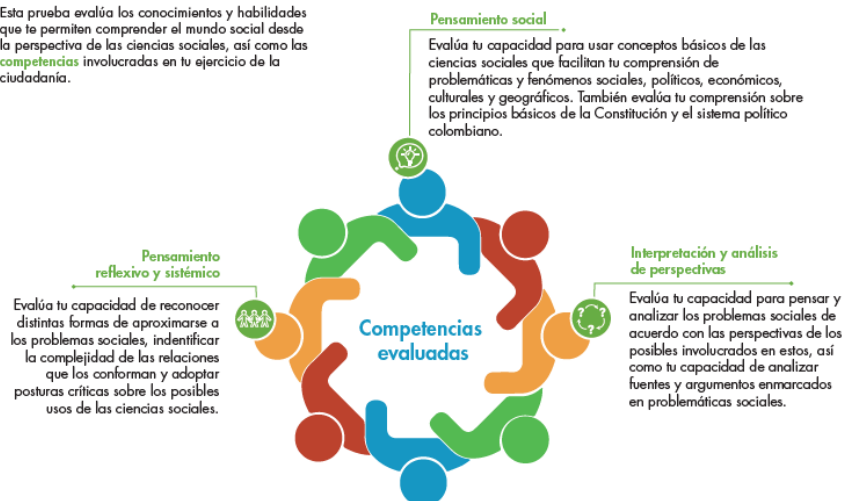 Esta prueba evalúa los conocimientos y habilidades
que te permiten comprender el mundo social desde
la perspectiva de las ciencias sociales, así como las
competencias involucradas en tu ejercicio de la
ciudadanía.
Pensamiento social
Evalúa tu capacidad para usar conceptos básicos de las
ciencias sociales que facilitan tu comprensión de
problemáticas y fenómenos sociales, políticos, económicos,
culturales y geográficos. También evalúa tu comprensión sobre
los principios básicos de la Constitución y el sistema político
colombiano.
Pensamiento
reflexivo y sistémico
Evalúa tu capacidad de reconocer
distintas formas de aproximarse a
los problemas sociales, indentificar
la complejidad de las relaciones
que los conforman y adoptar
posturas críticas sobre los posibles
usos de las ciencias sociales.
Competencias
evaluadas
Interpretación y análisis
de perspectivas
Evalúa tu capacidad para pensar y
analizar los problemas sociales de
acuerdo con las perspectivas de los
posibles involucrados en estos, así
como tu capacidad de analizar
fuentes y argumentos enmarcados
en problemáticas sociales.